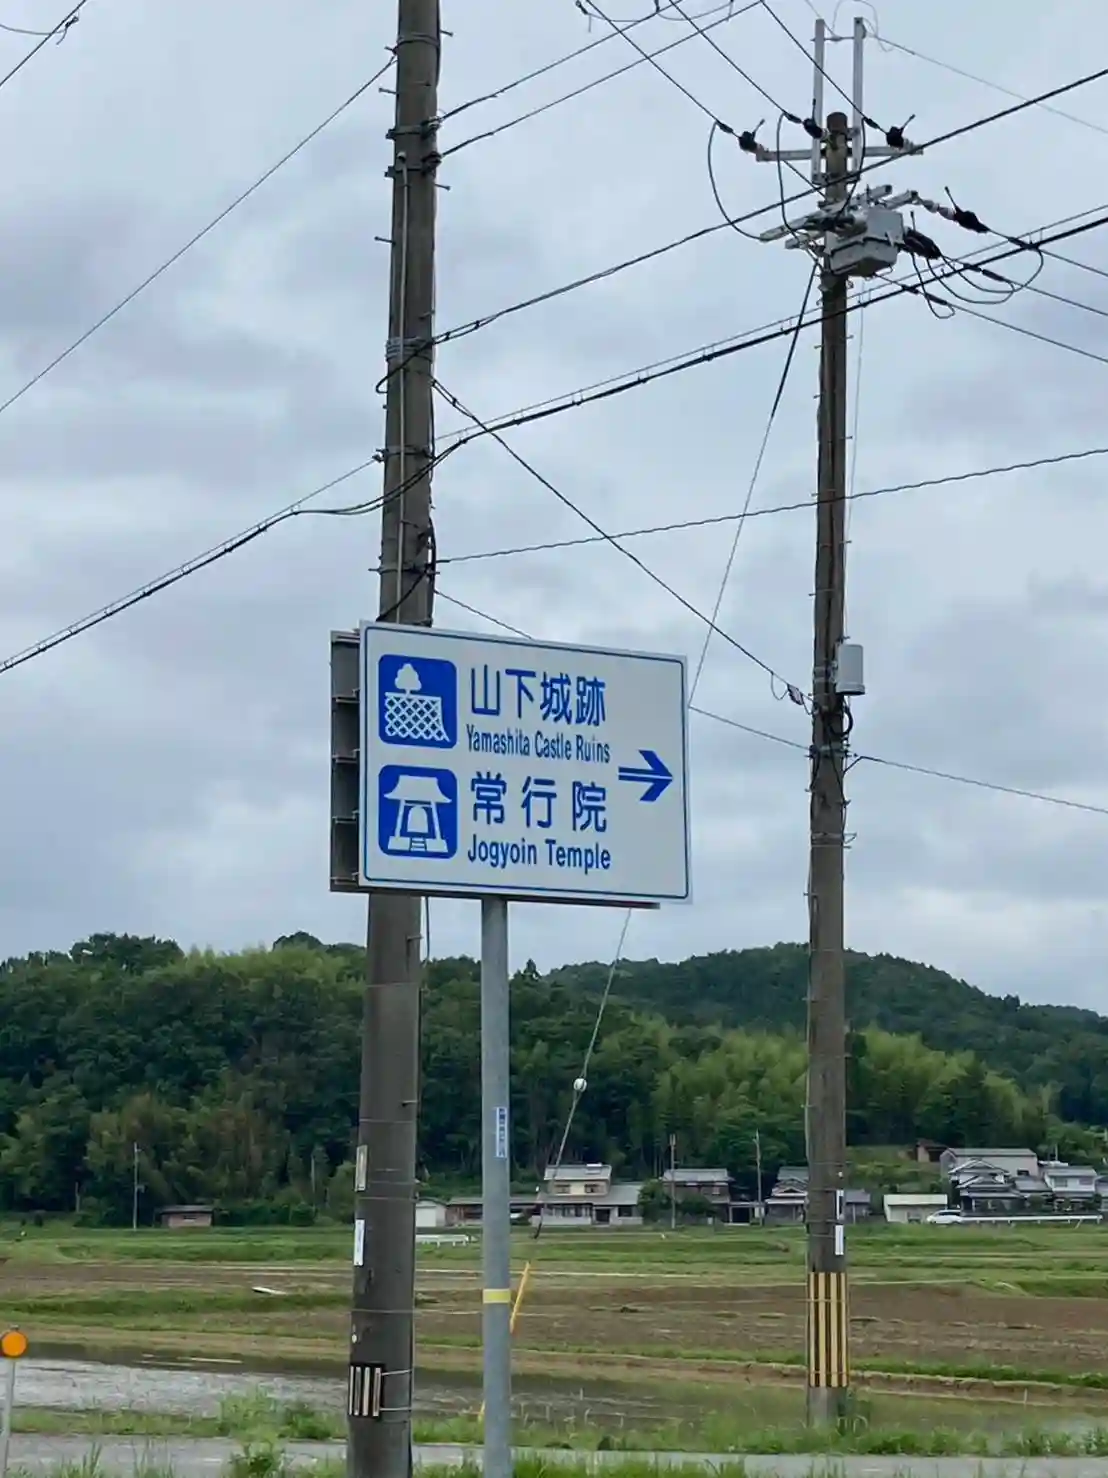 山下城跡
Yamashita Castle Ruins
常行院
Jogyoin Temple